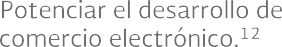 Potenciar el desarrollo de
comercio electrónico.¹²